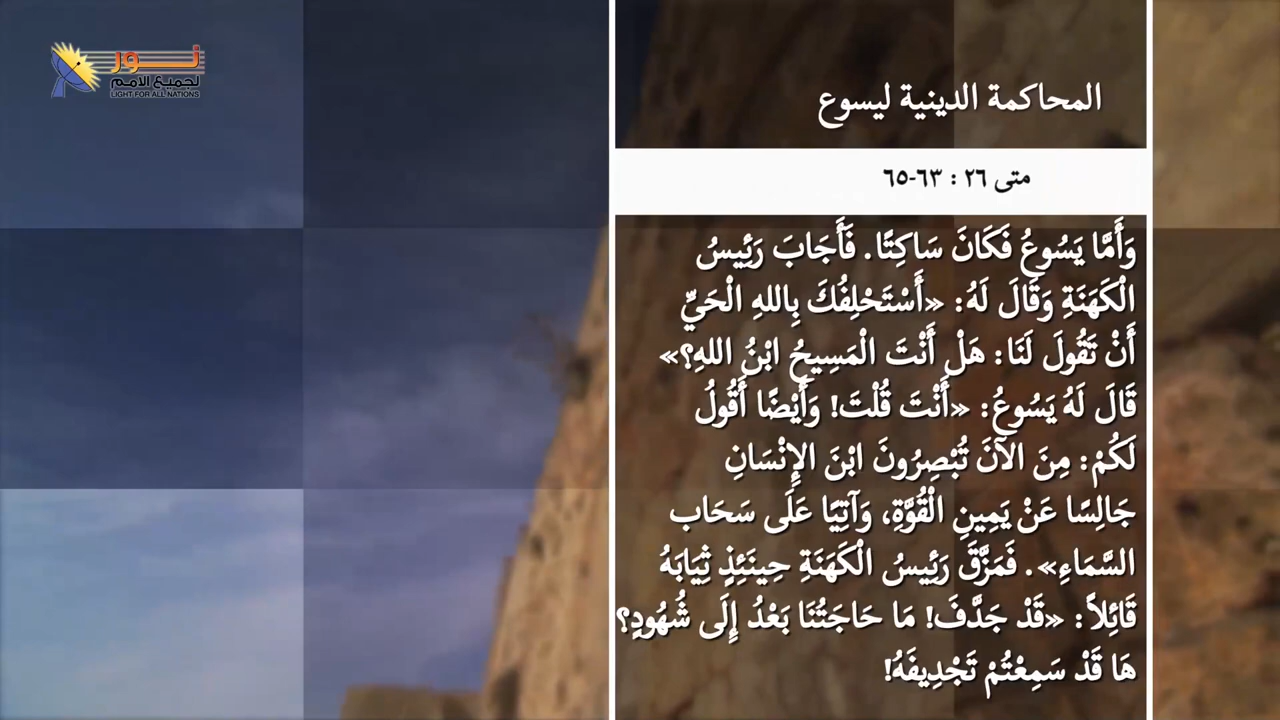 نور
لجميع الأمم
LIGHT FOR ALL NATIONS
المحاكمة الدينية ليسوع
متى ٢٦ : ٦٣-٦٥
وَأَمَّا يَسُوعُ فَكَانَ سَاكِتًا. فَأَجَابَ رَئِيسُ
الْكَهَنَةِ وَقَالَ لَهُ: «أَسْتَحْلِفُكَ بِاللهِ الْحَيِّ
أَنْ تَقُولَ لَنَا: هَلْ أَنْتَ الْمَسِيحُ ابْنُ اللهِ؟»
قَالَ لَهُ يَسُوعُ: «أَنْتَ قُلْتَ! وَأَيْضًا أَقُولُ
لَكُمْ: مِنَ الآنَ تُبْصِرُونَ ابْنَ الإِنْسَانِ
جَالِسًا عَنْ يَمِينِ الْقُوَّةِ، وَآتِيًا عَلَى سَحَاب
السَّمَاءِ». فَمَزَّقَ رَئِيسُ الْكَهَنَةِ حِينَئِذٍ ثِيَابَهُ
قَائِلاً: «قَدْ جَدَّفَ! مَا حَاجَتُنَا بَعْدُ إِلَى شُهُودٍ؟
هَا قَدْ سَمِعْتُمْ تَجْدِيفَهُ!